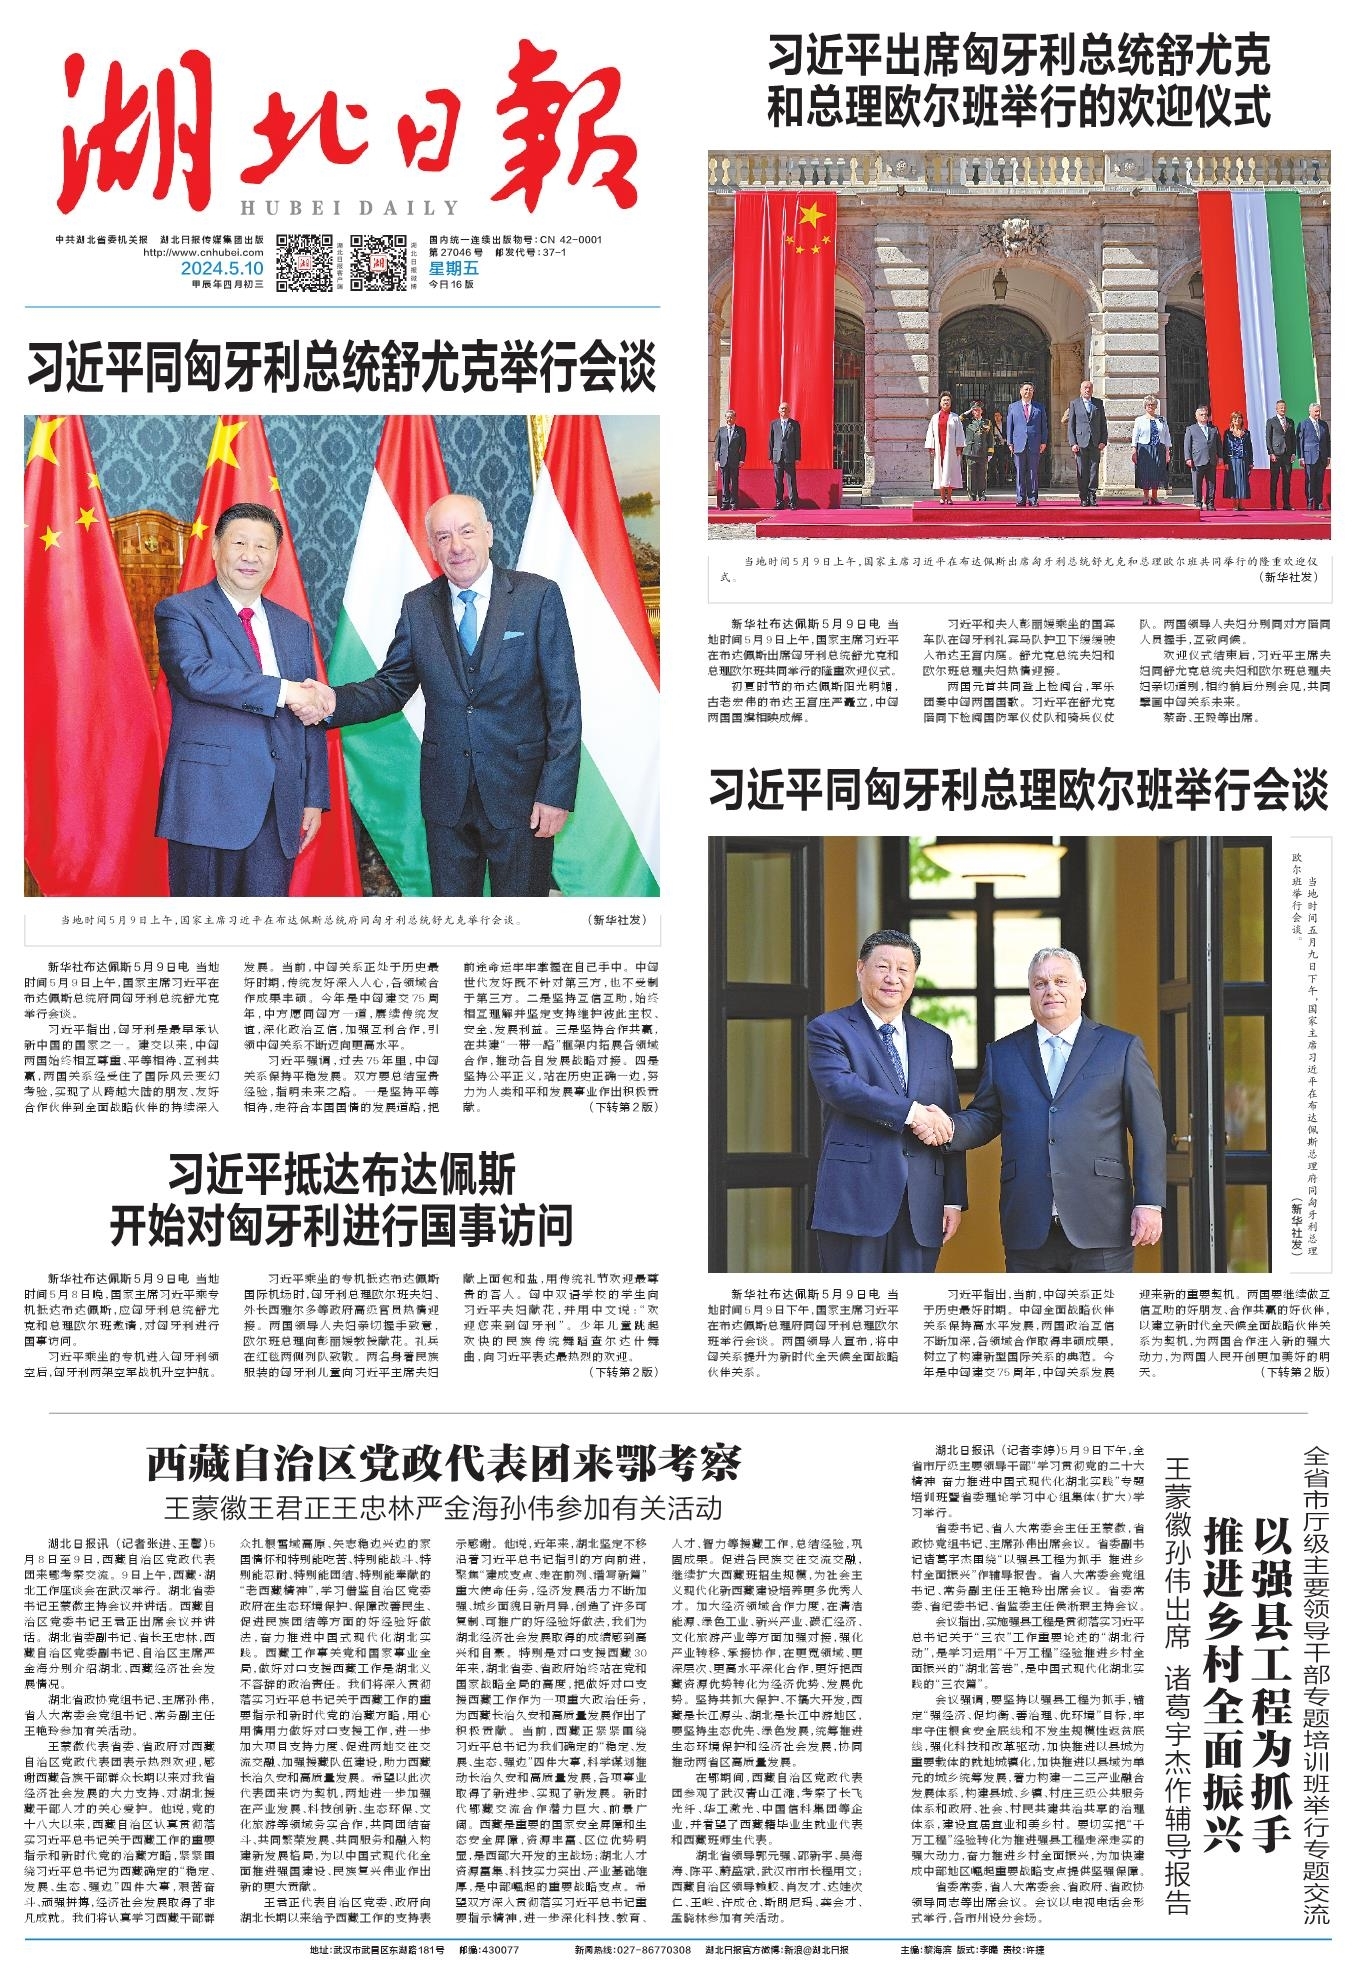 湖北日報
HUBEI DAILY
中共湖北省委机关报 湖北日报传媒集团出版
http://www.cnhubei.com
2024.5.10
甲辰年四月初三
湖北日报客户端
湖北日报微博
国内统一连续出版物号:CN 42-0001
第27046号 邮发代号:37-1
星期五
今日16版
习近平同匈牙利总统舒尤克举行会谈
当地时间5月9日上午,国家主席习近平在布达佩斯总统府同匈牙利总统舒尤克举行会谈。 (新华社发)
新华社布达佩斯5月9日电 当地
时间5月9日上午,国家主席习近平在
布达佩斯总统府同匈牙利总统舒尤克
举行会谈。
习近平指出,匈牙利是最早承认
新中国的国家之一。建交以来,中匈
两国始终相互尊重、平等相待、互利共
赢,两国关系经受住了国际风云变幻
考验,实现了从跨越大陆的朋友、友好
合作伙伴到全面战略伙伴的持续深入
发展。当前,中匈关系正处于历史最
好时期,传统友好深入人心,各领域合
作成果丰硕。今年是中匈建交75周
年,中方愿同匈方一道,赓续传统友
谊,深化政治互信,加强互利合作,引
领中匈关系不断迈向更高水平。
习近平强调,过去75年里,中匈
关系保持平稳发展。双方要总结宝贵
经验,指明未来之路。一是坚持平等
相待,走符合本国国情的发展道路,把
前途命运牢牢掌握在自己手中。中匈
世代友好既不针对第三方,也不受制
于第三方。二是坚持互信互助,始终
相互理解并坚定支持维护彼此主权、
安全、发展利益。三是坚持合作共赢,
在共建“一带一路”框架内拓展各领域
合作,推动各自发展战略对接。四是
坚持公平正义,站在历史正确一边,努
力为人类和平和发展事业作出积极贡
献。 (下转第2版)
习近平抵达布达佩斯
开始对匈牙利进行国事访问
新华社布达佩斯5月9日电 当地
时间5月8日晚,国家主席习近平乘专
机抵达布达佩斯,应匈牙利总统舒尤
克和总理欧尔班邀请,对匈牙利进行
国事访问。
习近平乘坐的专机进入匈牙利领
空后,匈牙利两架空军战机升空护航。
习近平乘坐的专机抵达布达佩斯
国际机场时,匈牙利总理欧尔班夫妇、
外长西雅尔多等政府高级官员热情迎
接。两国领导人夫妇亲切握手致意,
欧尔班总理向彭丽媛教授献花。礼兵
在红毯两侧列队致敬。两名身着民族
服装的匈牙利儿童向习近平主席夫妇
献上面包和盐,用传统礼节欢迎最尊
贵的客人。匈中双语学校的学生向
习近平夫妇献花,并用中文说:“欢
迎您来到匈牙利”。少年儿童跳起
欢快的民族传统舞蹈查尔达什舞
曲,向习近平表达最热烈的欢迎。
(下转第2版)
习近平出席匈牙利总统舒尤克
和总理欧尔班举行的欢迎仪式
当地时间5月9日上午,国家主席习近平在布达佩斯出席匈牙利总统舒尤克和总理欧尔班共同举行的隆重欢迎仪
式。 (新华社发)
新华社布达佩斯5月9日电 当
地时间5月9日上午,国家主席习近平
在布达佩斯出席匈牙利总统舒尤克和
总理欧尔班共同举行的隆重欢迎仪式。
初夏时节的布达佩斯阳光明媚,
古老宏伟的布达王宫庄严矗立,中匈
两国国旗相映成辉。
习近平和夫人彭丽媛乘坐的国宾
车队在匈牙利礼宾马队护卫下缓缓驶
入布达王宫内庭。舒尤克总统夫妇和
欧尔班总理夫妇热情迎接。
两国元首共同登上检阅台,军乐
团奏中匈两国国歌。习近平在舒尤克
陪同下检阅国防军仪仗队和骑兵仪仗
队。两国领导人夫妇分别同对方陪同
人员握手,互致问候。
欢迎仪式结束后,习近平主席夫
妇同舒尤克总统夫妇和欧尔班总理夫
妇亲切道别,相约稍后分别会见,共同
擘画中匈关系未来。
蔡奇、王毅等出席。
习近平同匈牙利总理欧尔班举行会谈
当地时间五月九日下午,国家主席习近平在布达佩斯总理府同匈牙利总理
欧尔班举行会谈。 (新华社发)
新华社布达佩斯5月9日电 当
地时间5月9日下午,国家主席习近平
在布达佩斯总理府同匈牙利总理欧尔
班举行会谈。两国领导人宣布,将中
匈关系提升为新时代全天候全面战略
伙伴关系。
习近平指出,当前,中匈关系正处
于历史最好时期。中匈全面战略伙伴
关系保持高水平发展,两国政治互信
不断加深,各领域合作取得丰硕成果,
树立了构建新型国际关系的典范。今
年是中匈建交75周年,中匈关系发展
迎来新的重要契机。两国要继续做互
信互助的好朋友、合作共赢的好伙伴,
以建立新时代全天候全面战略伙伴关
系为契机,为两国合作注入新的强大
动力,为两国人民开创更加美好的明
天。 (下转第2版)
西藏自治区党政代表团来鄂考察
王蒙徽王君正王忠林严金海孙伟参加有关活动
湖北日报讯(记者张进、王馨)5
月8日至9日,西藏自治区党政代表
团来鄂考察交流。9日上午,西藏·湖
北工作座谈会在武汉举行。湖北省委
书记王蒙徽主持会议并讲话。西藏自
治区党委书记王君正出席会议并讲
话。湖北省委副书记、省长王忠林,西
藏自治区党委副书记、自治区主席严
金海分别介绍湖北、西藏经济社会发
展情况。
湖北省政协党组书记、主席孙伟,
省人大常委会党组书记、常务副主任
王艳玲参加有关活动。
王蒙徽代表省委、省政府对西藏
自治区党政代表团表示热烈欢迎,感
谢西藏各族干部群众长期以来对我省
经济社会发展的大力支持、对湖北援
藏干部人才的关心爱护。他说,党的
十八大以来,西藏自治区认真贯彻落
实习近平总书记关于西藏工作的重要
指示和新时代党的治藏方略,紧紧围
绕习近平总书记为西藏确定的“稳定、
发展、生态、强边”四件大事,艰苦奋
斗、顽强拼搏,经济社会发展取得了非
凡成就。我们将认真学习西藏干部群
众扎根雪域高原、矢志稳边兴边的家
国情怀和特别能吃苦、特别能战斗、特
别能忍耐、特别能团结、特别能奉献的
“老西藏精神”,学习借鉴自治区党委
政府在生态环境保护、保障改善民生、
促进民族团结等方面的好经验好做
法,奋力推进中国式现代化湖北实
践。西藏工作事关党和国家事业全
局,做好对口支援西藏工作是湖北义
不容辞的政治责任。我们将深入贯彻
落实习近平总书记关于西藏工作的重
要指示和新时代党的治藏方略,用心
用情用力做好对口支援工作,进一步
加大项目支持力度、促进两地交往交
流交融、加强援藏队伍建设,助力西藏
长治久安和高质量发展。希望以此次
代表团来访为契机,两地进一步加强
在产业发展、科技创新、生态环保、文
化旅游等领域务实合作,共同团结奋
斗、共同繁荣发展、共同服务和融入构
建新发展格局,为以中国式现代化全
面推进强国建设、民族复兴伟业作出
新的更大贡献。
王君正代表自治区党委、政府向
湖北长期以来给予西藏工作的支持表
示感谢。他说,近年来,湖北坚定不移
沿着习近平总书记指引的方向前进,
聚焦“建成支点、走在前列、谱写新篇”
重大使命任务,经济发展活力不断加
强、城乡面貌日新月异,创造了许多可
复制、可推广的好经验好做法,我们为
湖北经济社会发展取得的成绩感到高
兴和自豪。特别是对口支援西藏30
年来,湖北省委、省政府始终站在党和
国家战略全局的高度,把做好对口支
援西藏工作作为一项重大政治任务,
为西藏长治久安和高质量发展作出了
积极贡献。当前,西藏正紧紧围绕
习近平总书记为我们确定的“稳定、发
展、生态、强边”四件大事,科学谋划推
动长治久安和高质量发展,各项事业
取得了新进步、实现了新发展。新时
代鄂藏交流合作潜力巨大、前景广
阔。西藏是重要的国家安全屏障和生
态安全屏障,资源丰富、区位优势明
显,是西部大开发的主战场;湖北人才
资源富集、科技实力突出、产业基础雄
厚,是中部崛起的重要战略支点。希
望双方深入贯彻落实习近平总书记重
要指示精神,进一步深化科技、教育、
人才、智力等援藏工作,总结经验,巩
固成果。促进各民族交往交流交融,
继续扩大西藏班招生规模,为社会主
义现代化新西藏建设培养更多优秀人
才。加大经济领域合作力度,在清洁
能源、绿色工业、新兴产业、碳汇经济、
文化旅游产业等方面加强对接,强化
产业转移、承接协作,在更宽领域、更
深层次、更高水平深化合作,更好把西
藏资源优势转化为经济优势、发展优
势。坚持共抓大保护、不搞大开发,西
藏是长江源头、湖北是长江中游地区,
要坚持生态优先、绿色发展,统筹推进
生态环境保护和经济社会发展,协同
推动两省区高质量发展。
在鄂期间,西藏自治区党政代表
团参观了武汉青山江滩,考察了长飞
光纤、华工激光、中国信科集团等企
业,并看望了西藏籍毕业生就业代表
和西藏班师生代表。
湖北省领导郭元强、邵新宇、吴海
涛、陈平、蔚盛斌,武汉市市长程用文;
西藏自治区领导赖蛟、肖友才、达娃次
仁、王峻、许成仓、斯朗尼玛、龚会才、
孟晓林参加有关活动。
全省市厅级主要领导干部专题培训班举行专题交流
以强县工程为抓手
推进乡村全面振兴
王蒙徽孙伟出席 诸葛宇杰作辅导报告
湖北日报讯(记者李婷)5月9日下午,全
省市厅级主要领导干部“学习贯彻党的二十大
精神 奋力推进中国式现代化湖北实践”专题
培训班暨省委理论学习中心组集体(扩大)学
习举行。
省委书记、省人大常委会主任王蒙徽,省
政协党组书记、主席孙伟出席会议。省委副书
记诸葛宇杰围绕“以强县工程为抓手 推进乡
村全面振兴”作辅导报告。省人大常委会党组
书记、常务副主任王艳玲出席会议。省委常
委、省纪委书记、省监委主任侯淅珉主持会议。
会议指出,实施强县工程是贯彻落实习近平
总书记关于“三农”工作重要论述的“湖北行
动”,是学习运用“千万工程”经验推进乡村全
面振兴的“湖北答卷”,是中国式现代化湖北实
践的“三农篇”。
会议强调,要坚持以强县工程为抓手,锚
定“强经济、促均衡、善治理、优环境”目标,牢
牢守住粮食安全底线和不发生规模性返贫底
线,强化科技和改革驱动,加快推进以县城为
重要载体的就地城镇化,加快推进以县域为单
元的城乡统筹发展,着力构建一二三产业融合
发展体系,构建县城、乡镇、村庄三级公共服务
体系和政府、社会、村民共建共治共享的治理
体系,建设宜居宜业和美乡村。要切实把“千
万工程”经验转化为推进强县工程走深走实的
强大动力,奋力推进乡村全面振兴,为加快建
成中部地区崛起重要战略支点提供坚强保障。
省委常委,省人大常委会、省政府、省政协
领导同志等出席会议。会议以电视电话会形
式举行,各市州设分会场。
地址:武汉市武昌区东湖路181号 邮编:430077 新闻热线:027-86770308 湖北日报官方微博:新浪@湖北日报 主编:黎海滨 版式:李曦 责校:许建